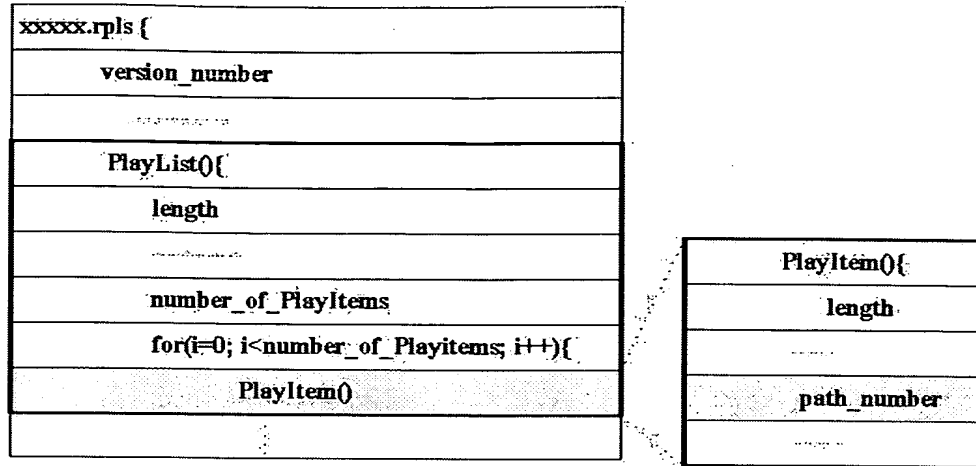 xxxxx.rpls {
version_number
PlayList(){
length
number_of_PlayItems
for(i=0; i<number_of_Playitems; i++){
PlayItem()
PlayItem(){
length
path_number